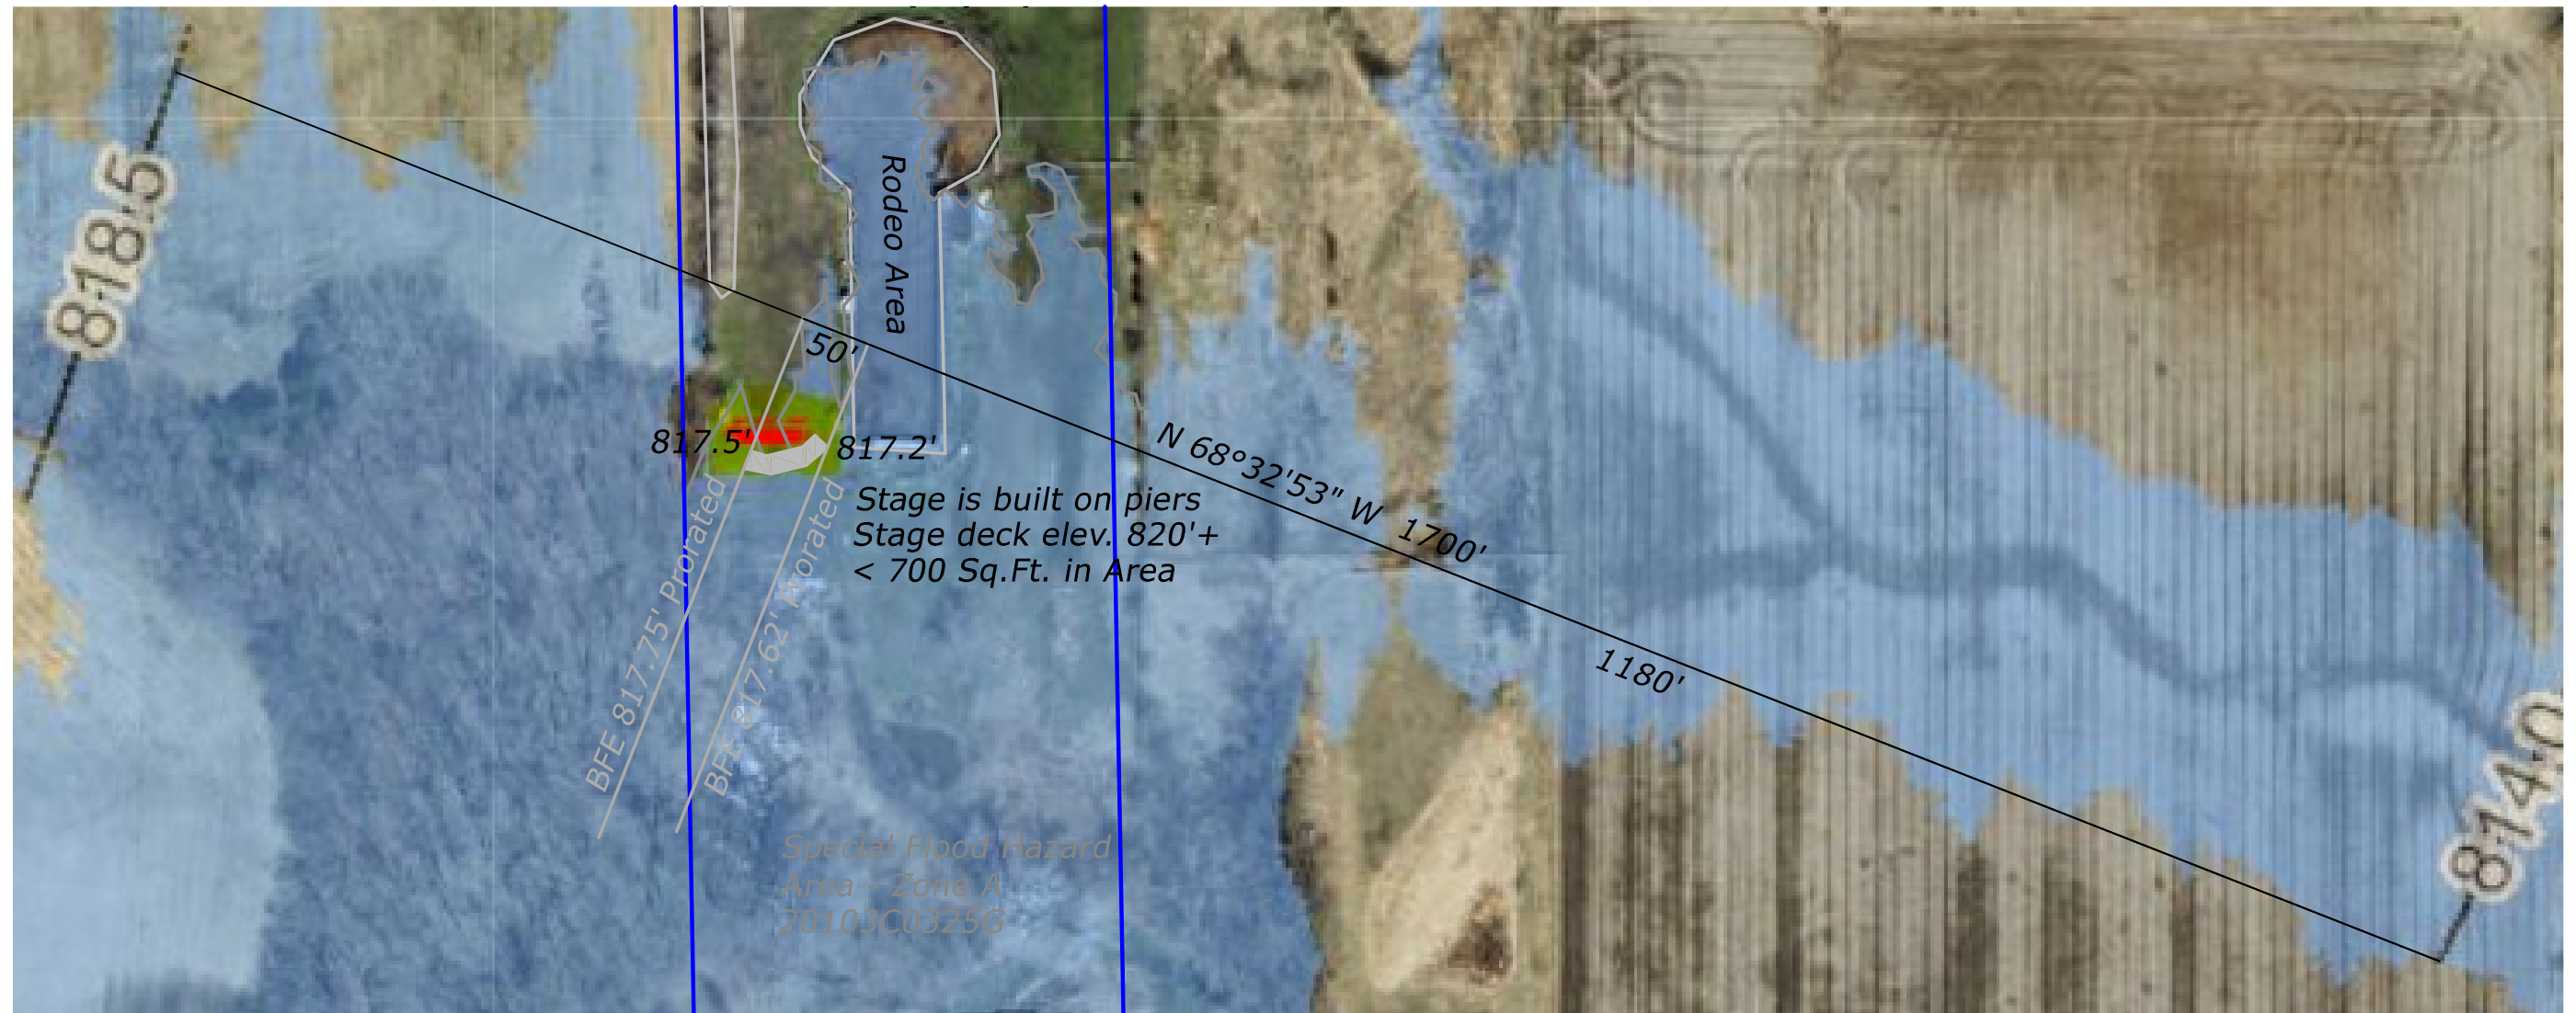 818.5
Rodeo Area
50'
817.5'
817.2'
N 68°32'53" W 1700'
Stage is built on piers
Stage deck elev. 820'+
< 700 Sq.Ft. in Area
BFE 817.75' Prorated
BFE 817.62' Prorated
1180'
814.0
Special Flood Hazard
Area - Zone A
20103C0325G